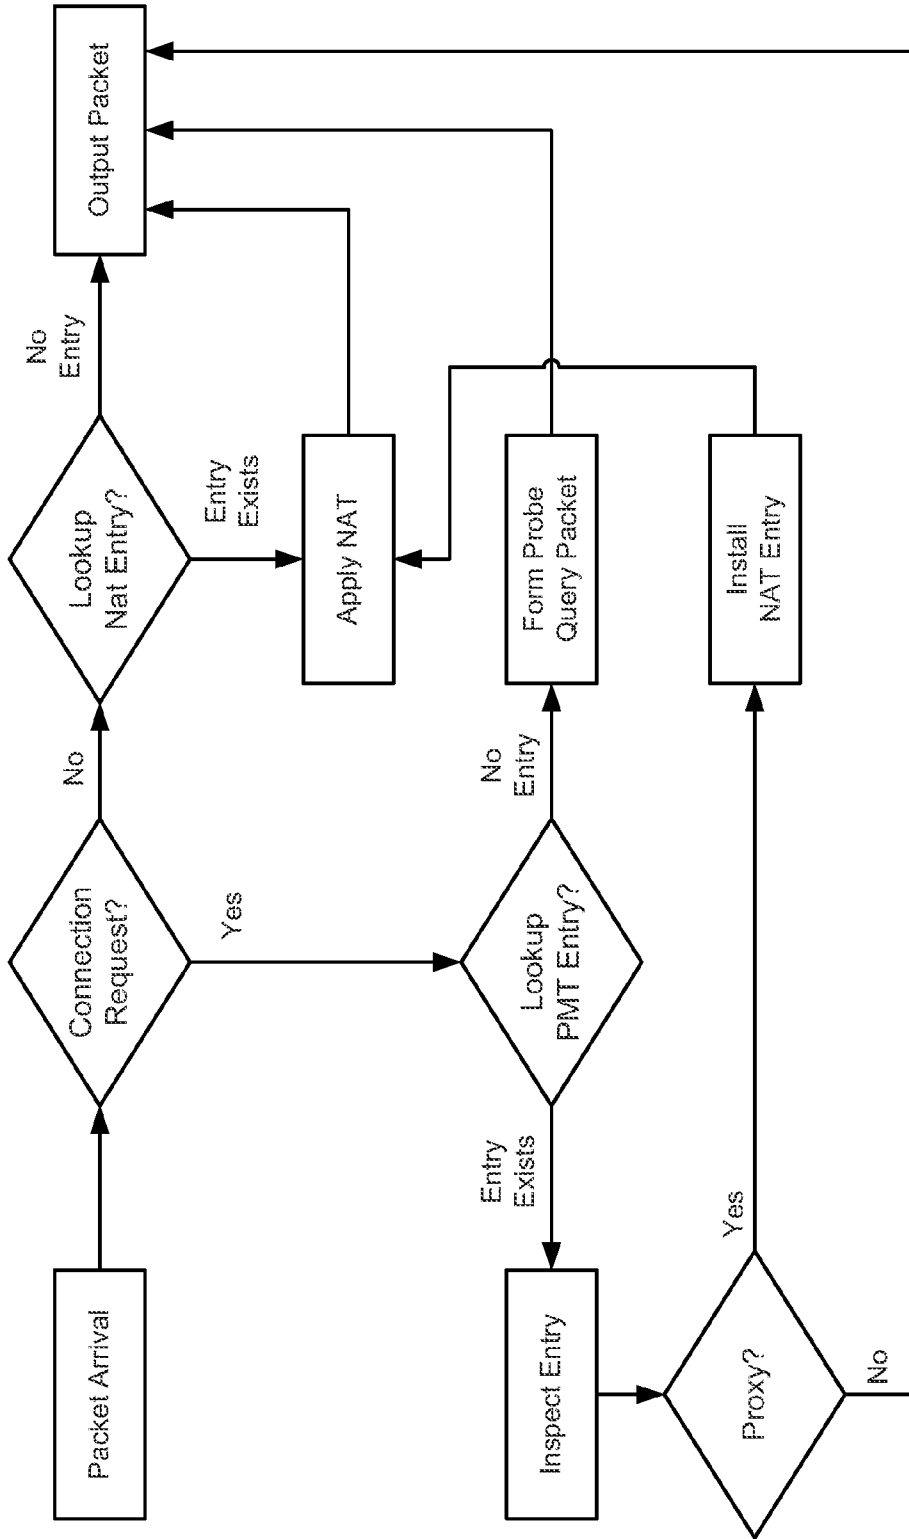 Packet Arrival
Connection
Request?
No
Lookup
Nat Entry?
No
Entry
Output Packet
Yes
Entry
Exists
Apply NAT
Inspect Entry
Entry
Exists
Lookup
PMT Entry?
No
Entry
Form Probe
Query Packet
Proxy?
Yes
Install
NAT Entry
No